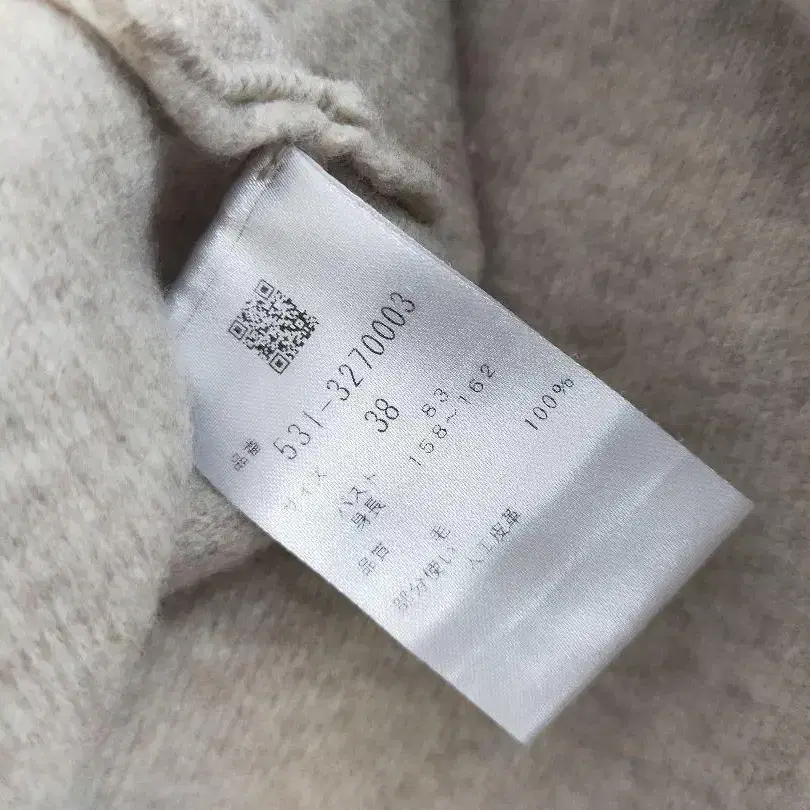 品番 531-3270003
サイズ 38
バスト 83
身長 158~162
品質 毛 100%
部分使い 人工皮革